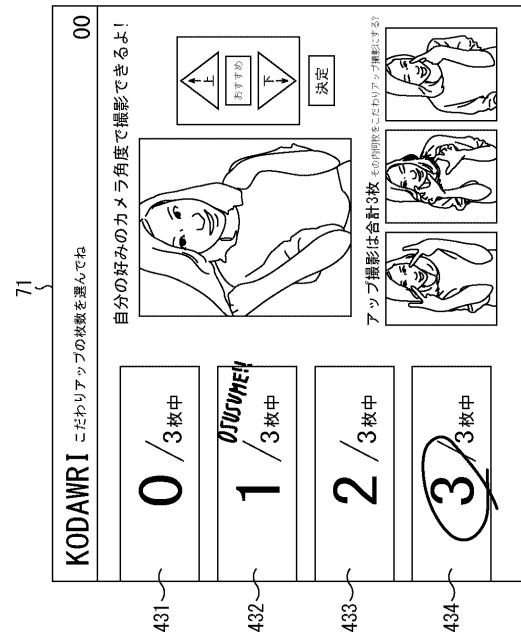 71
KODAWRI こだわりアップの枚数を選んでね 00
431
0/3枚中
432
OSUSUME!!
1/3枚中
433
2/3枚中
434
3/3枚中
自分の好みのカメラ角度で撮影できるよ!
上
おすすめ
下
決定
アップ撮影は合計3枚 その内何枚をこだわりアップ撮影にする?